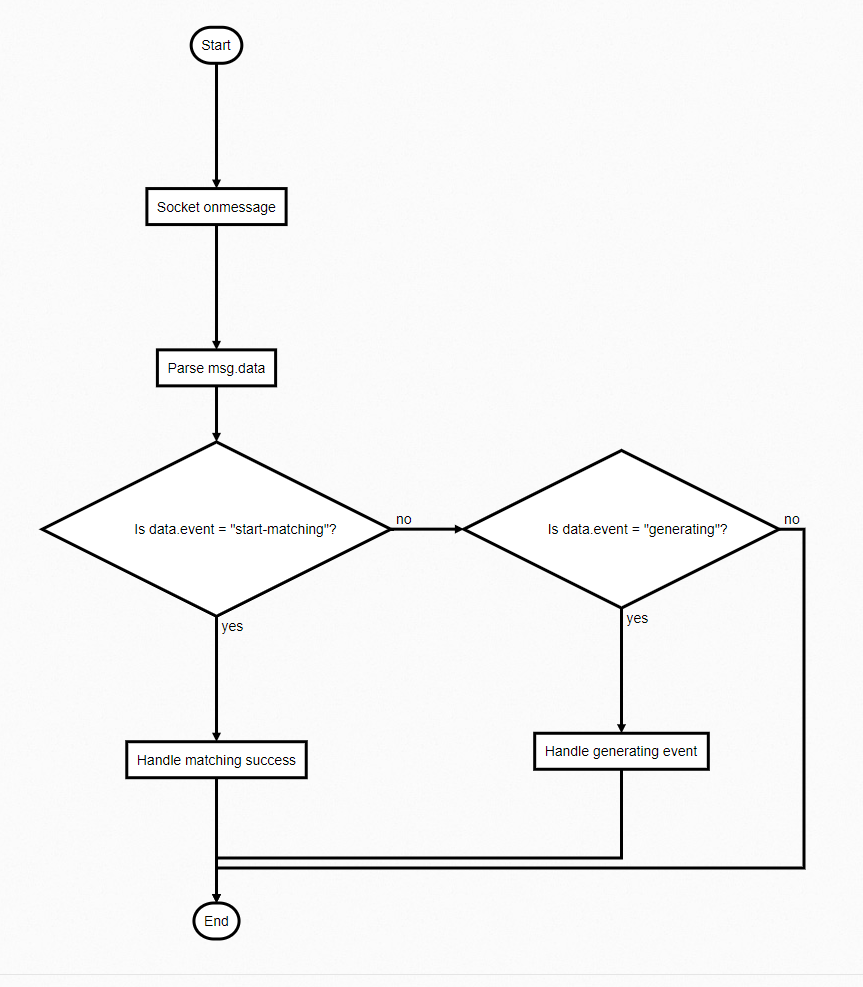 Start
Socket onmessage
Parse msg.data
Is data.event = "start-matching"?
no
Is data.event = "generating"?
no
yes
yes
Handle matching success
Handle generating event
End